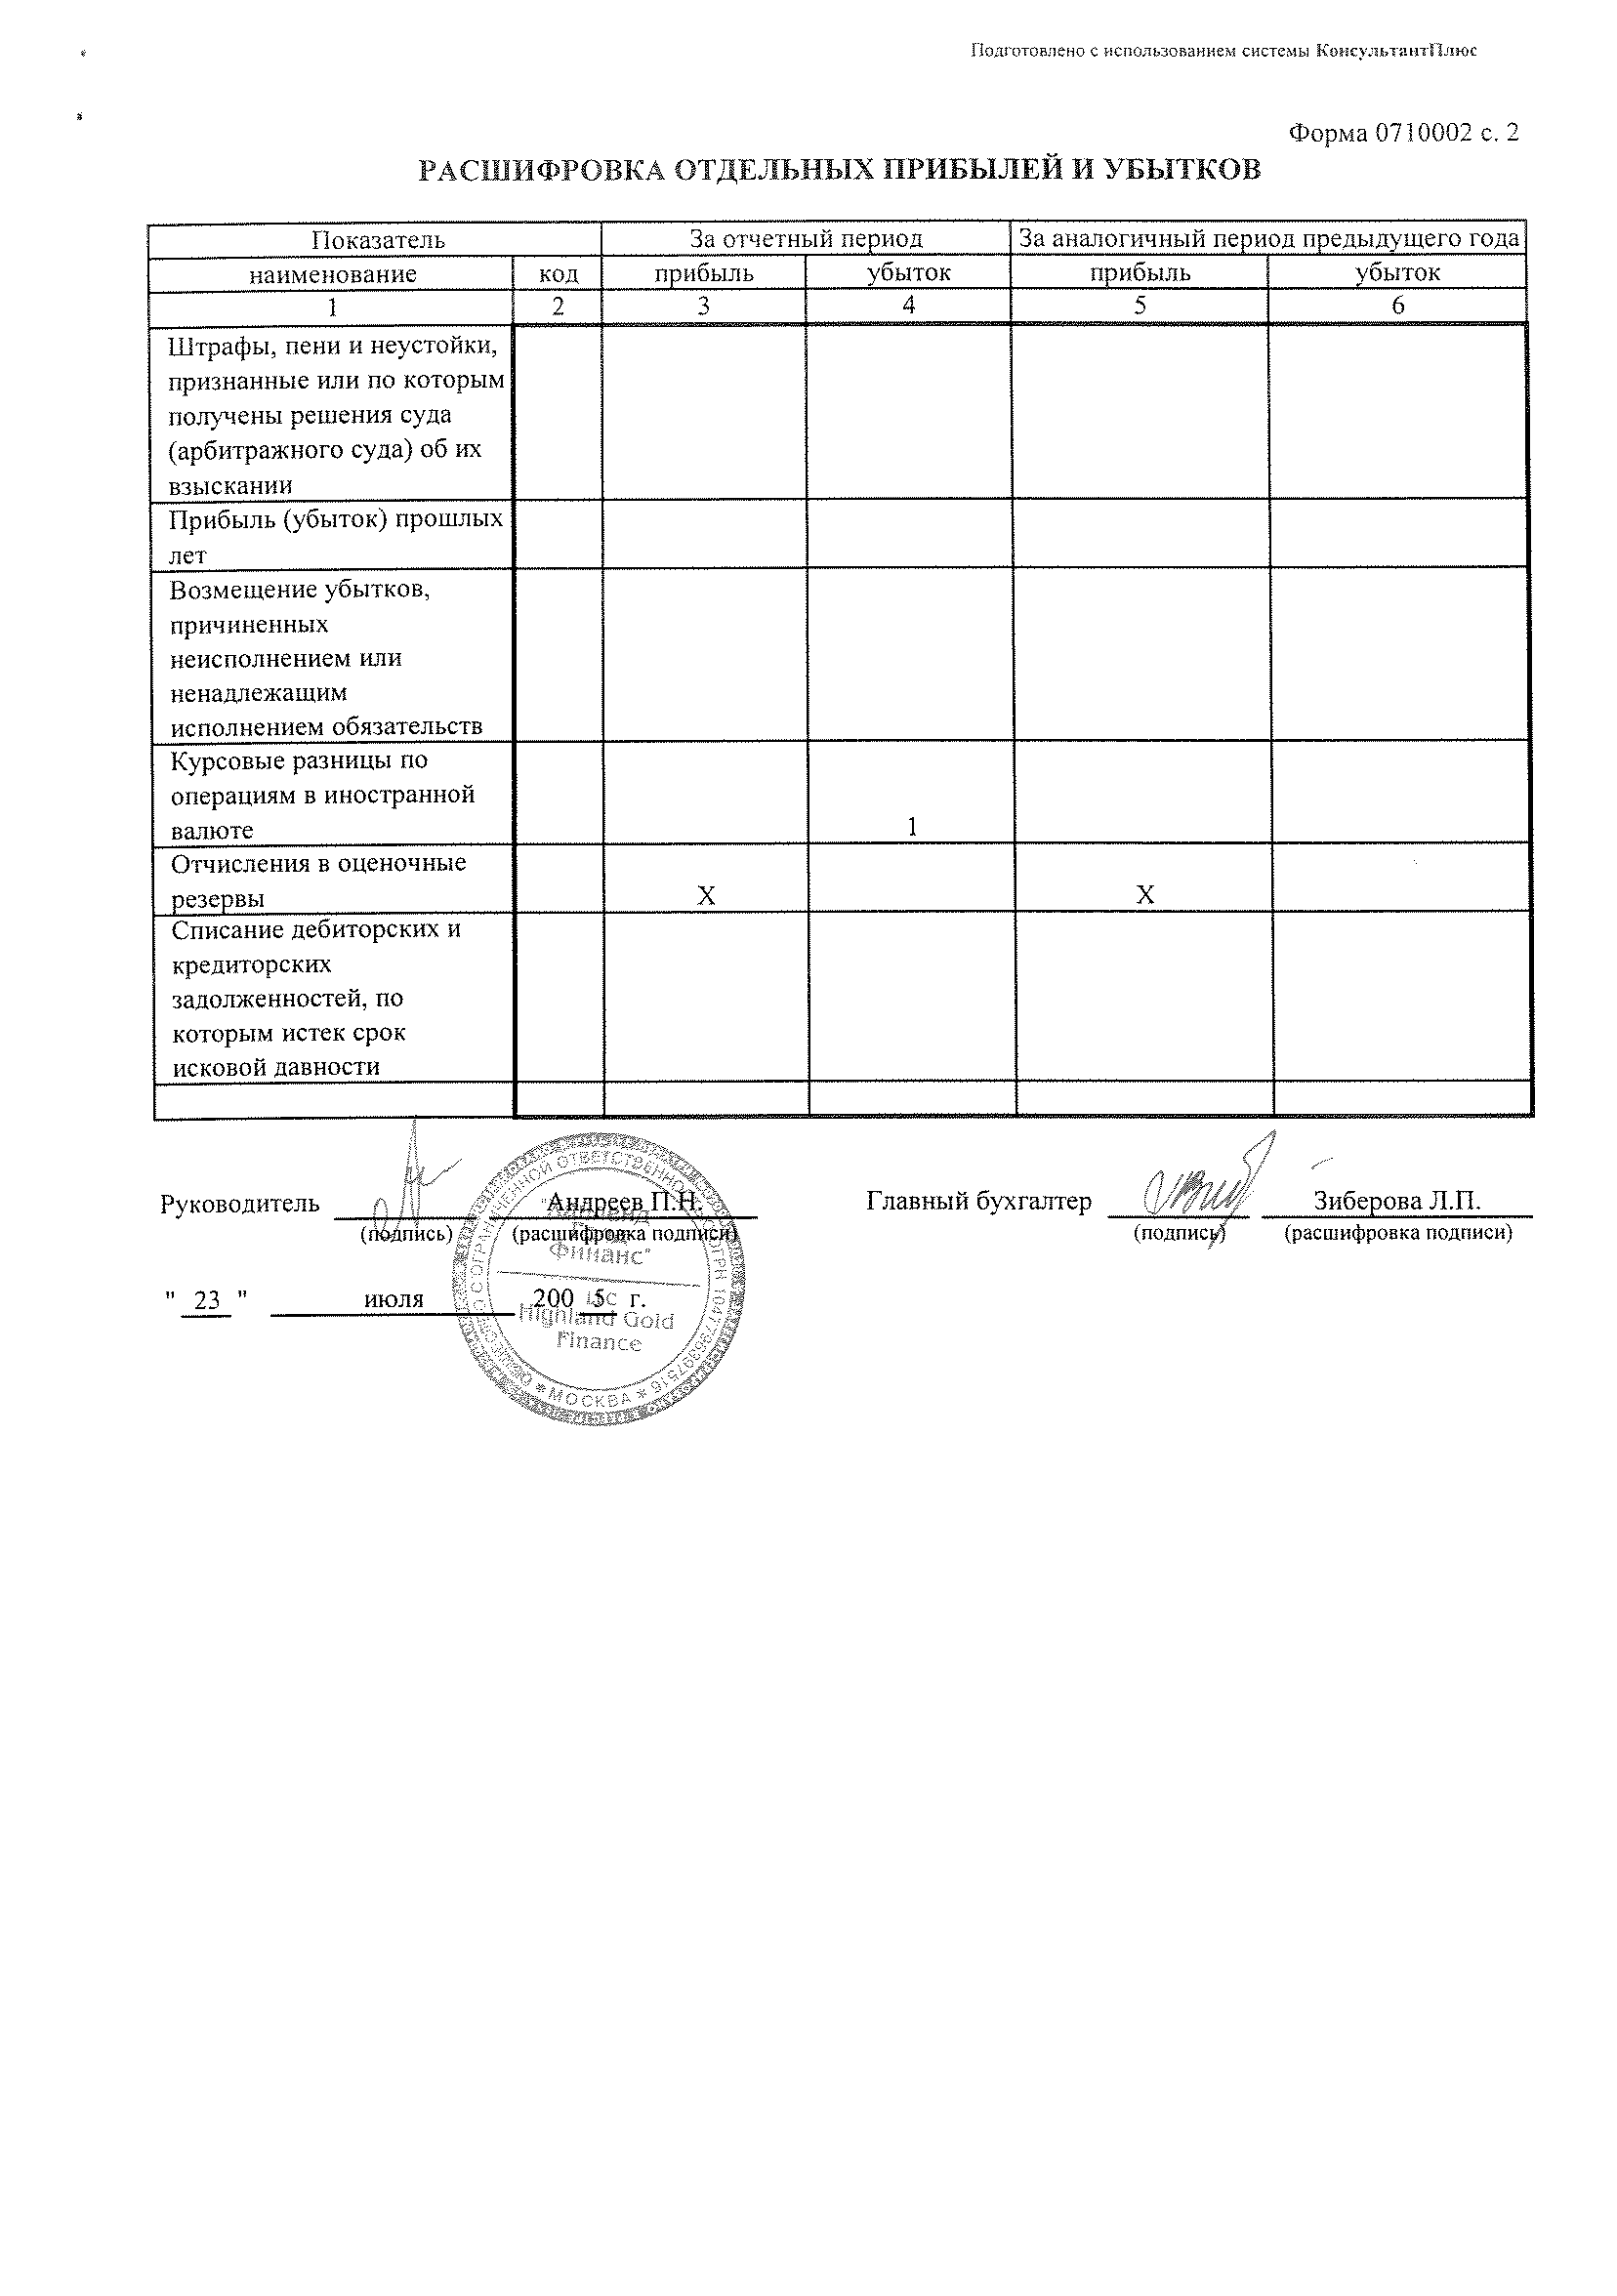 Подготовлено с использованием системы КонсультантПлюс
Форма 0710002 с. 2
РАСШИФРОВКА ОТДЕЛЬНЫХ ПРИБЫЛЕЙ И УБЫТКОВ
Показатель За отчетный период За аналогичный период предыдущего года
наименование код прибыль убыток прибыль убыток
1 2 3 4 5 6
Штрафы, пени и неустойки,
признанные или по которым
получены решения суда
(арбитражного суда) об их
взыскании
Прибыль (убыток) прошлых
лет
Возмещение убытков,
причиненных
неисполнением или
ненадлежащим
исполнением обязательств
Курсовые разницы по
операциям в иностранной
валюте 1
Отчисления в оценочные
резервы X X
Списание дебиторских и
кредиторских
задолженностей, по
которым истек срок
исковой давности
Руководитель Андреев П.Н. Главный бухгалтер Зиберова Л.П.
(подпись) (расшифровка подписи) (подпись) (расшифровка подписи)
" 23 " июля 200 5 г.
С ОГРАНИЧЕННОЙ ОТВЕТСТВЕННОСТЬЮ
МОСКВА
Финанс"
Highland Gold
Finance